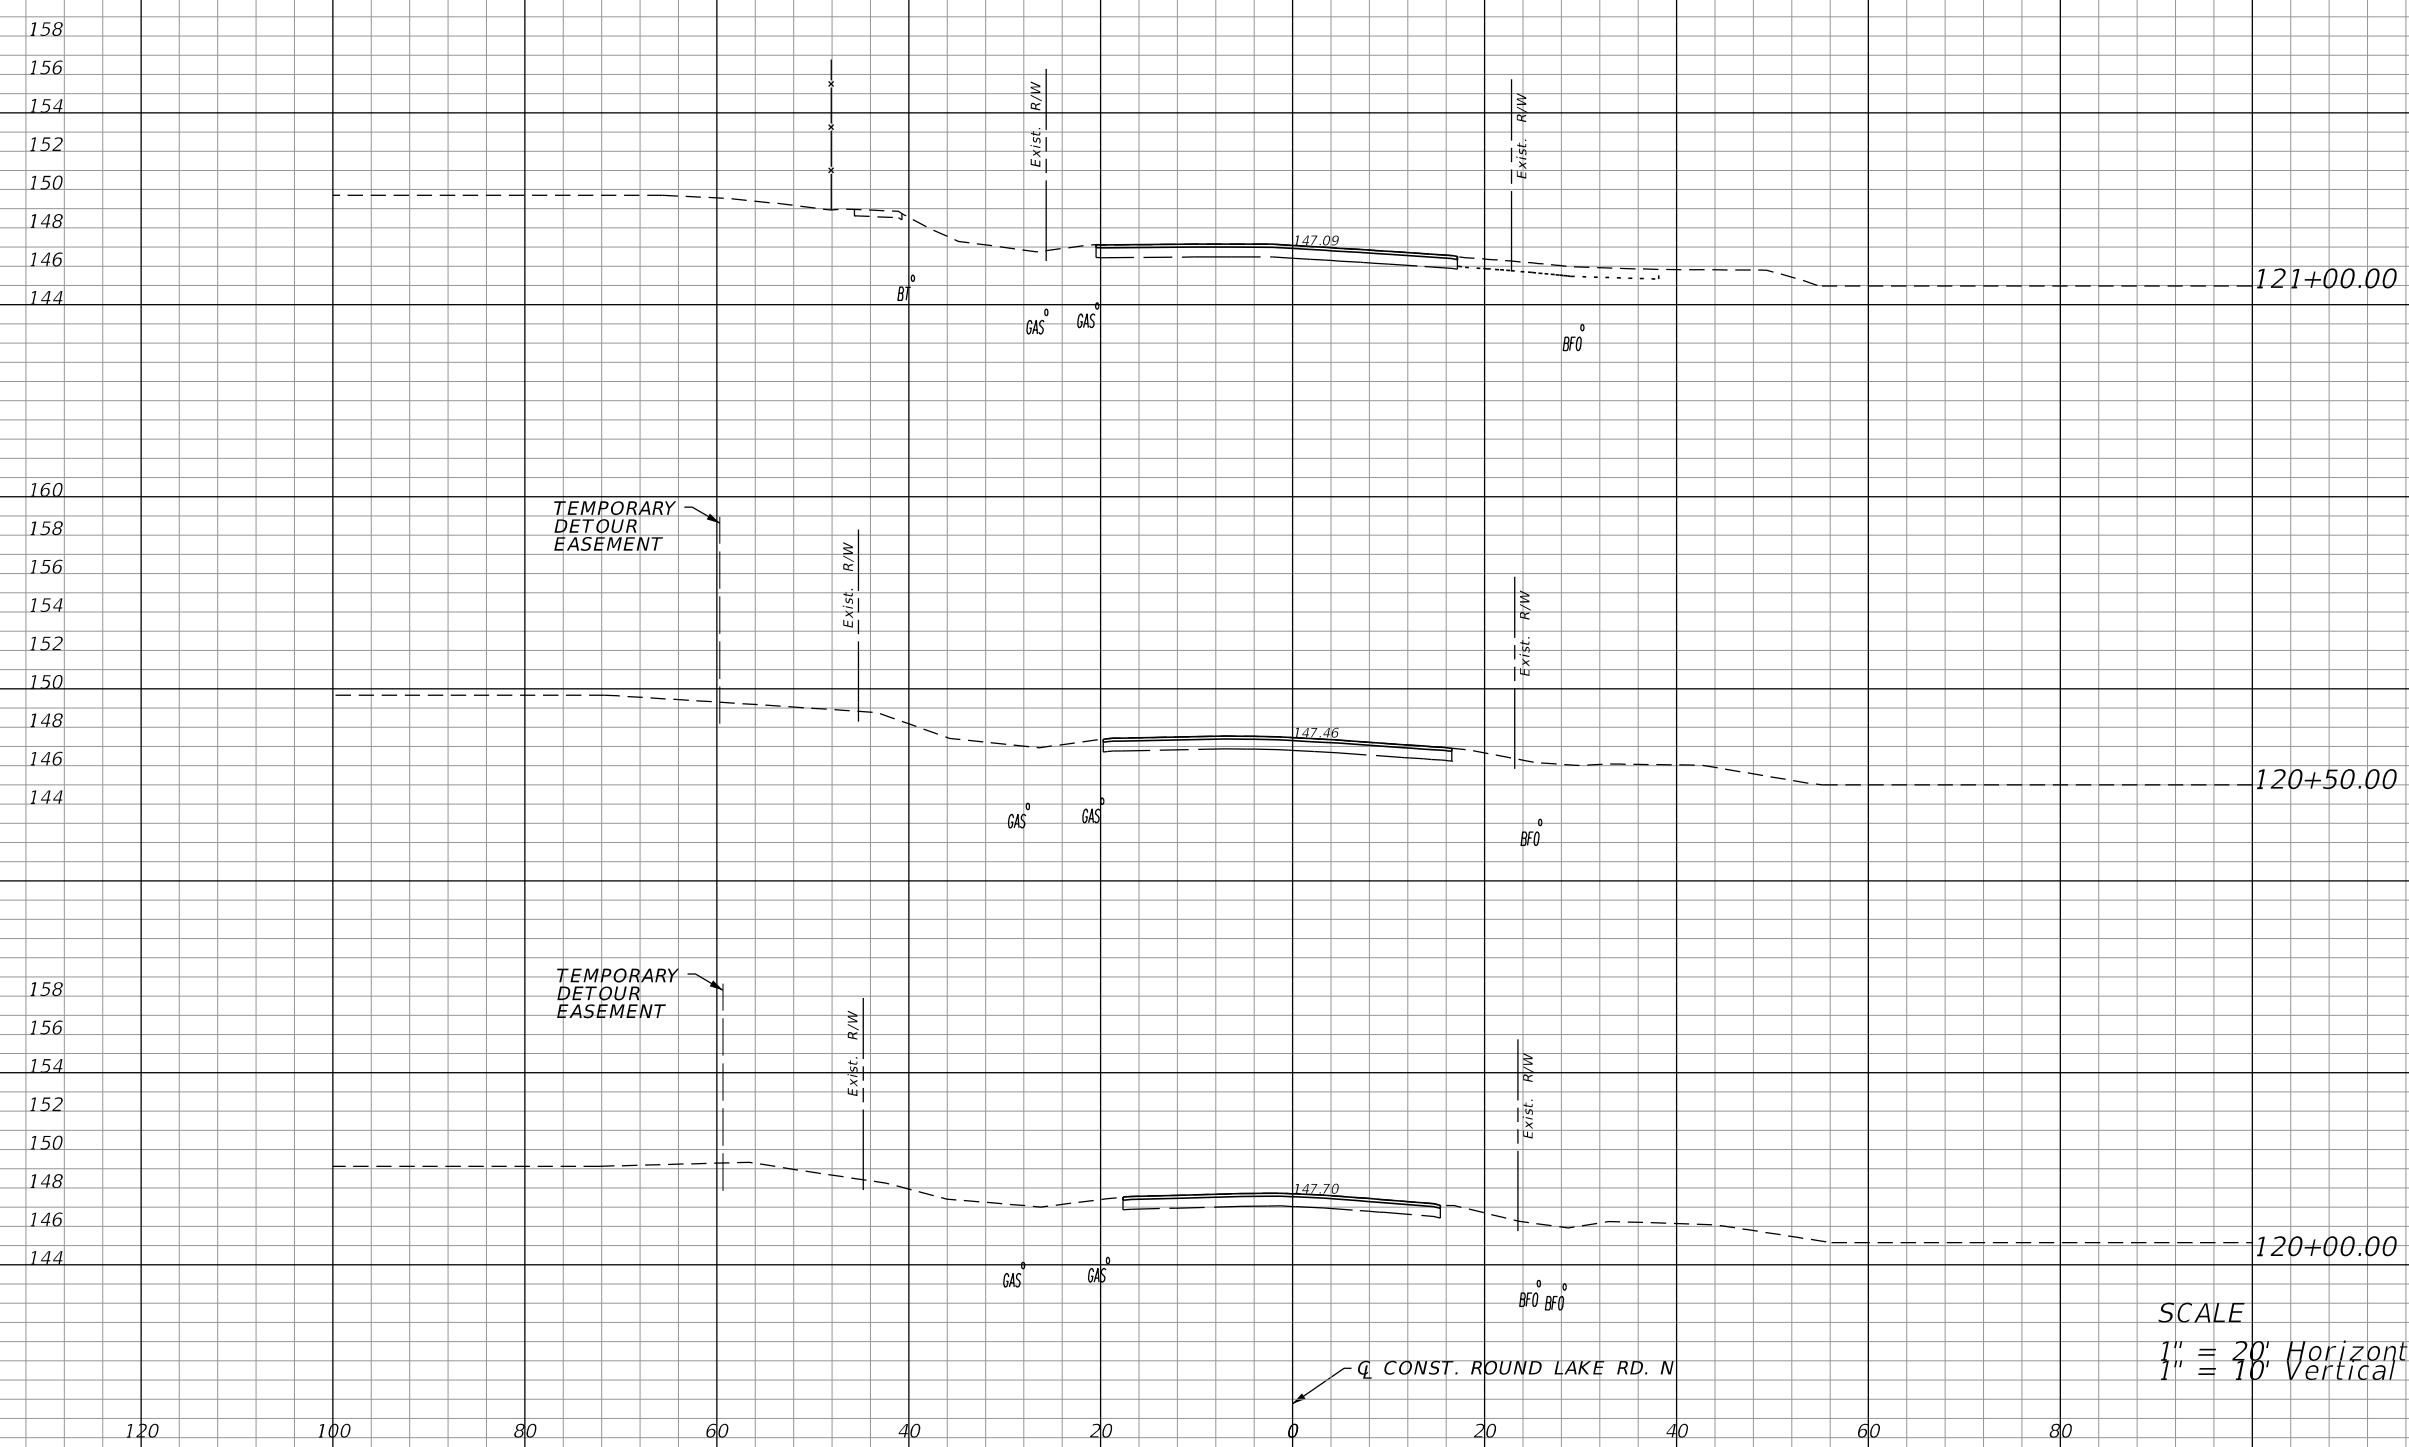 158
156
154
152
150
148
146
144
Exist. R/W
Exist. R/W
147.09
BT
GAS
GAS
BFO
121+00.00
160
158
156
154
152
150
148
146
144
TEMPORARY
DETOUR
EASEMENT
Exist. R/W
Exist. R/W
147.46
GAS
GAS
BFO
120+50.00
158
156
154
152
150
148
146
144
TEMPORARY
DETOUR
EASEMENT
Exist. R/W
Exist. R/W
147.70
GAS
GAS
BFO
BFO
120+00.00
SCALE
1" = 20' Horizont
1" = 10' Vertical
℄ CONST. ROUND LAKE RD. N
120 100 80 60 40 20 0 20 40 60 80